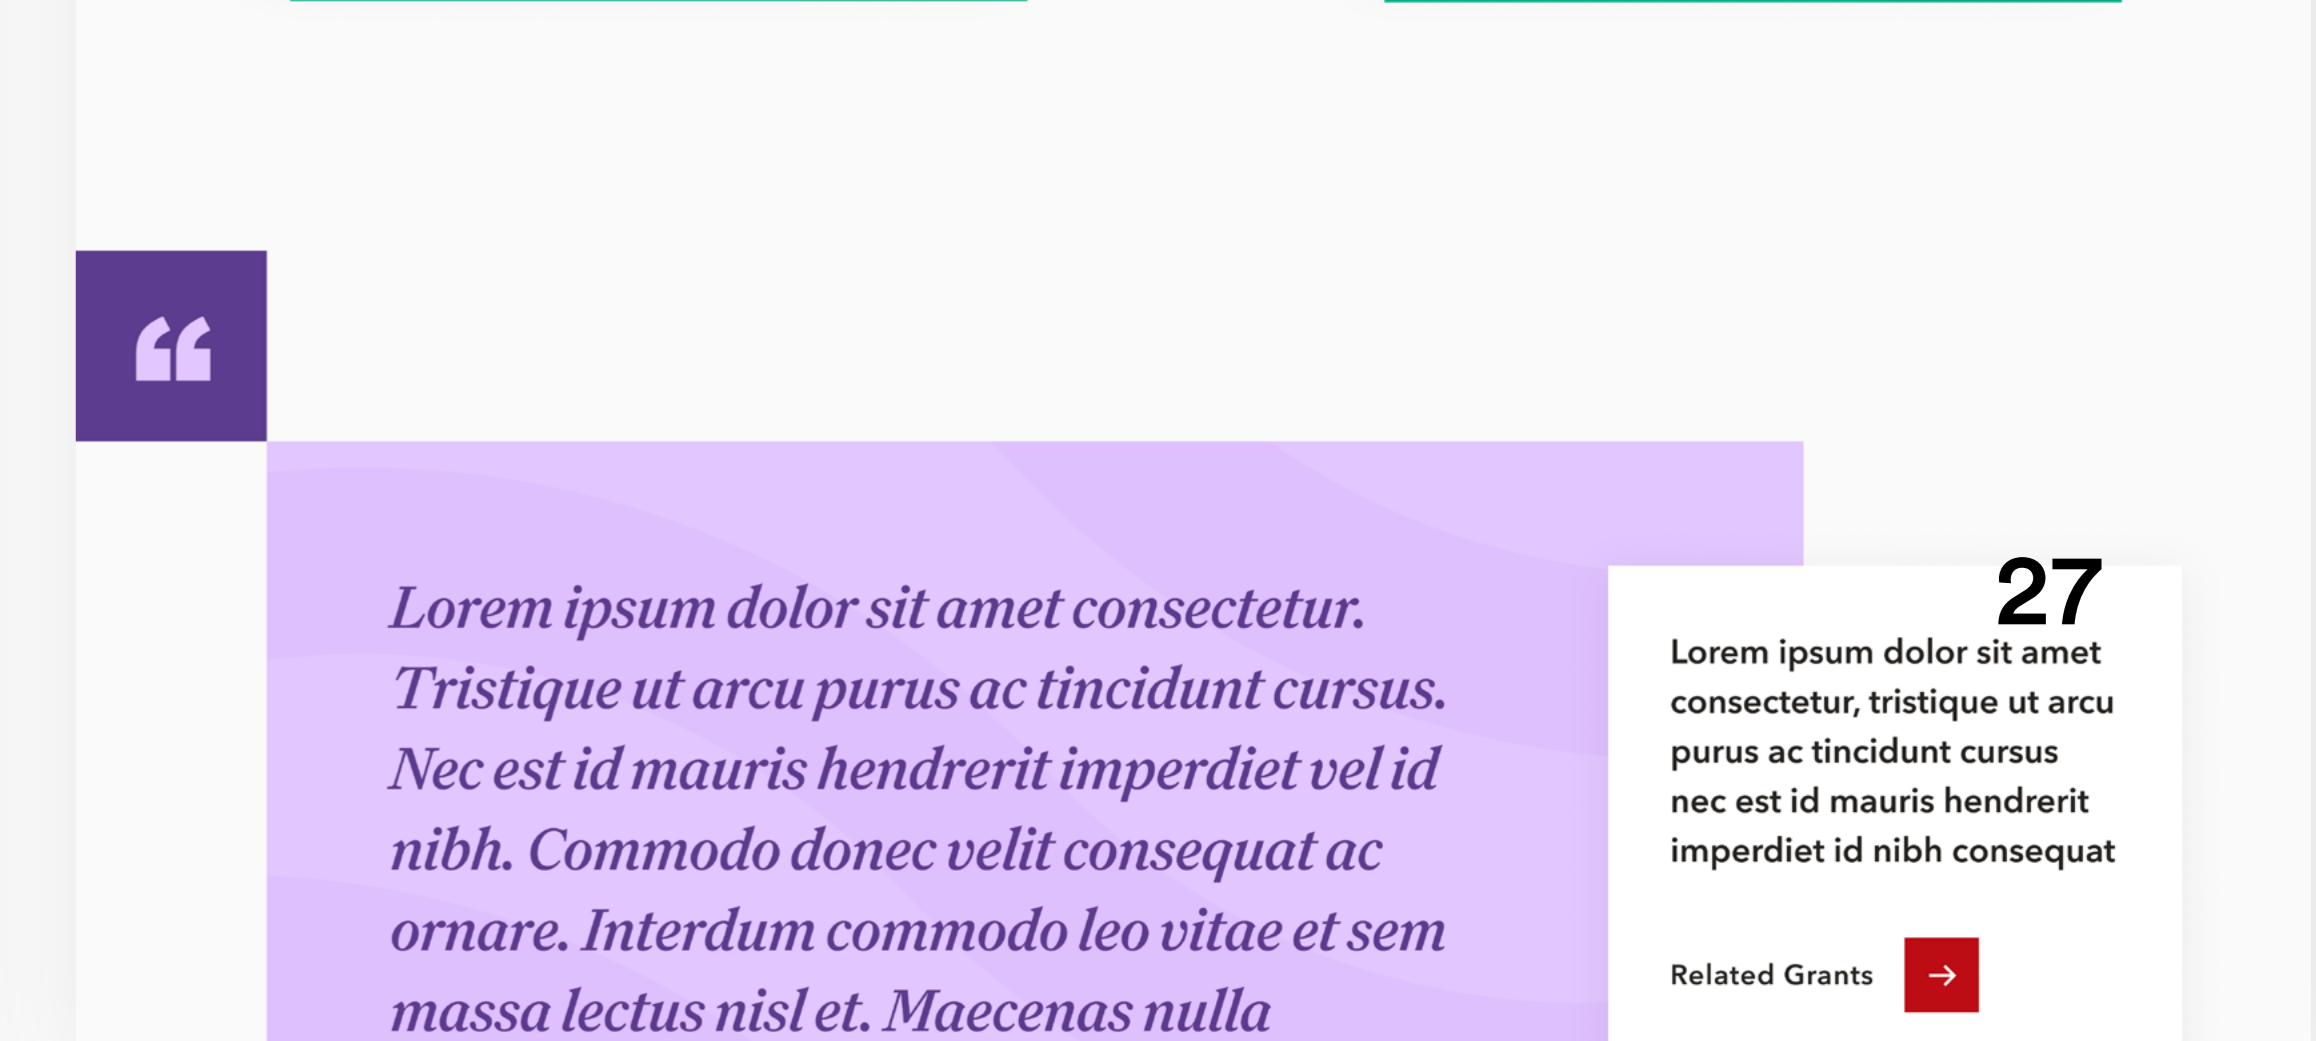 “
Lorem ipsum dolor sit amet consectetur.
Tristique ut arcu purus ac tincidunt cursus.
Nec est id mauris hendrerit imperdiet vel id
nibh. Commodo donec velit consequat ac
ornare. Interdum commodo leo vitae et sem
massa lectus nisl et. Maecenas nulla
27
Lorem ipsum dolor sit amet
consectetur, tristique ut arcu
purus ac tincidunt cursus
nec est id mauris hendrerit
imperdiet id nibh consequat
Related Grants →